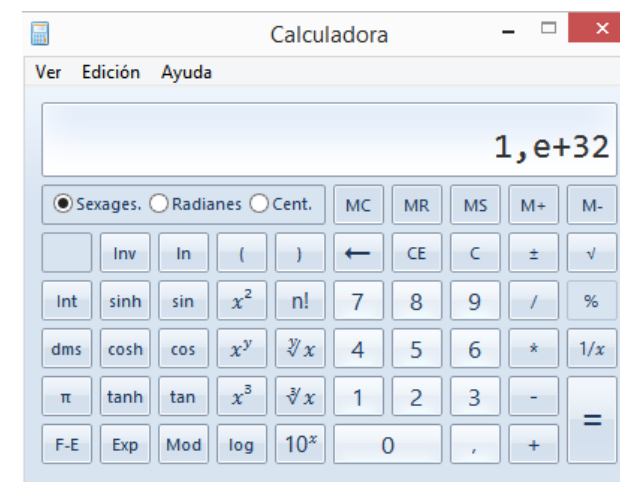 Calculadora
Ver Edición Ayuda
1,e+32
Sexages. Radianes Cent. MC MR MS M+ M-
Inv In ( ) ← CE C ± √
Int sinh sin x² n! 7 8 9 / %
dms cosh cos xʸ ʸ√x 4 5 6 * 1/x
π tanh tan x³ ³√x 1 2 3 - =
F-E Exp Mod log 10ˣ 0 , +